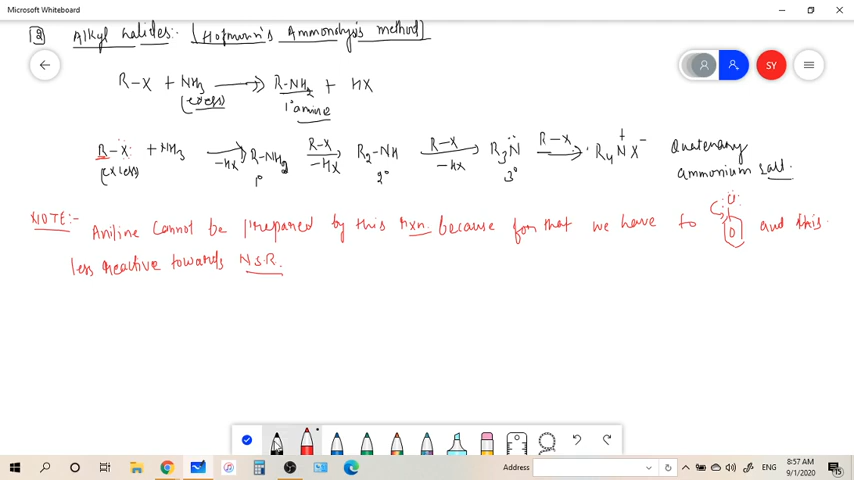 Microsoft Whiteboard
2 Alkyl halides:- [Hofmann's Ammonolysis method]
R-X + NH3 → R-NH2 + HX
(excess) 1° amine
R-X + NH3 → R-NH2 R-X → R2-NH R-X → R3N R-X → R4N+ X- Quaternary
(excess) -HX 1° -HX 2° -HX 3° ammonium salt.
NOTE:- Aniline cannot be prepared by this rxn. because for that we have to Cl and this
less reactive towards N.S.R.
SY
Address
ENG
8:57 AM
9/1/2020
15